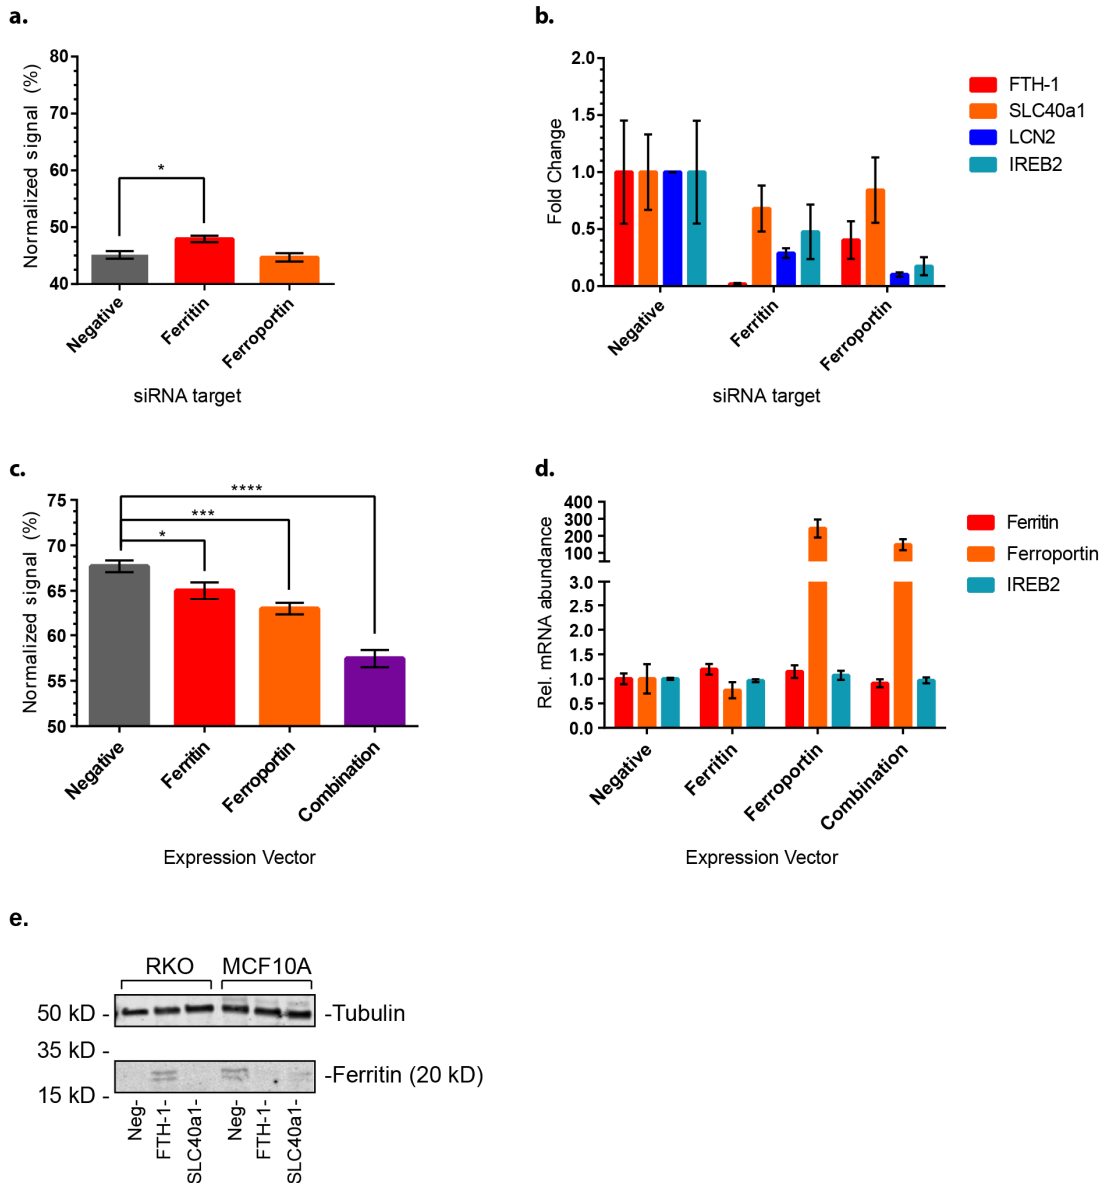 a.
80
70
60
50
40
Normalized signal (%)
*
Negative
Ferritin
Ferroportin
siRNA target
b.
2.0
1.5
1.0
0.5
0.0
Fold Change
Negative
Ferritin
Ferroportin
siRNA target
FTH-1
SLC40a1
LCN2
IREB2
c.
75
70
65
60
55
50
Normalized signal (%)
****
***
*
Negative
Ferritin
Ferroportin
Combination
Expression Vector
d.
400
300
200
100
3.0
2.5
2.0
1.5
1.0
0.5
0.0
Rel. mRNA abundance
Negative
Ferritin
Ferroportin
Combination
Expression Vector
Ferritin
Ferroportin
IREB2
e.
RKO MCF10A
50 kD - -Tubulin
35 kD -
-Ferritin (20 kD)
15 kD -
Neg-
FTH-1-
SLC40a1-
Neg-
FTH-1-
SLC40a1-